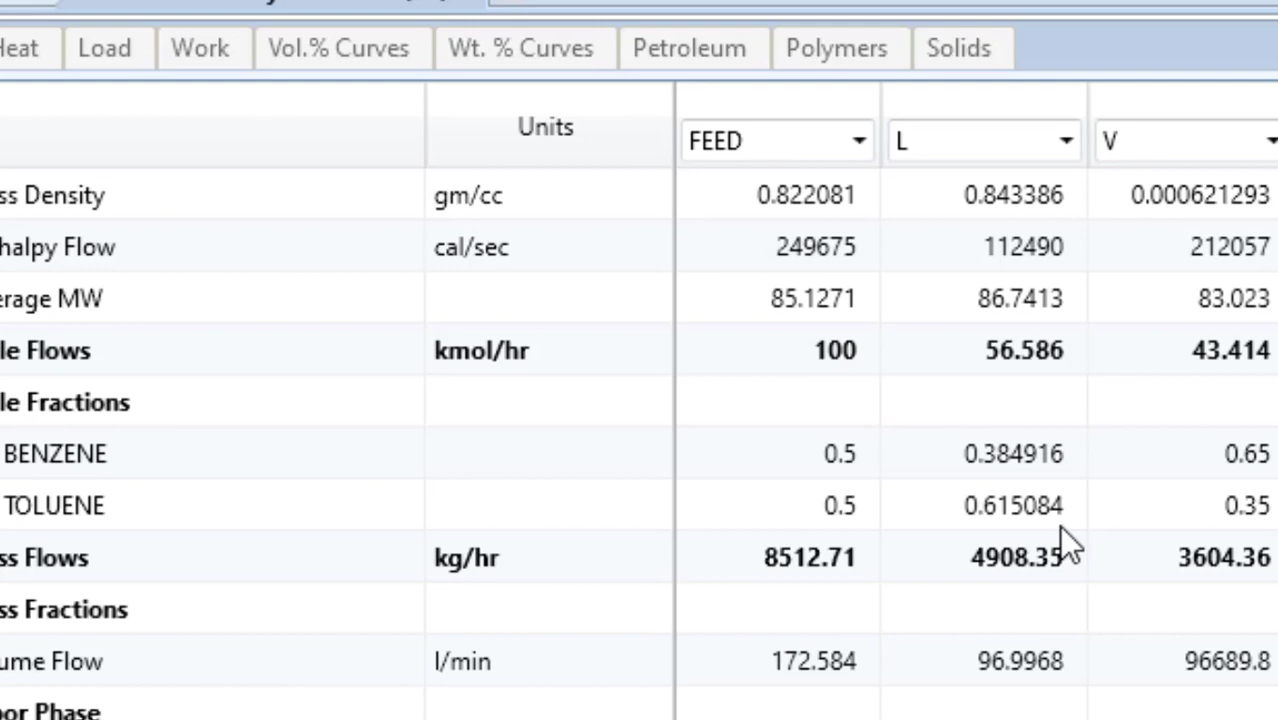 Heat Load Work Vol.% Curves Wt. % Curves Petroleum Polymers Solids
Units FEED L V
ss Density gm/cc 0.822081 0.843386 0.000621293
halpy Flow cal/sec 249675 112490 212057
erage MW 85.1271 86.7413 83.023
le Flows kmol/hr 100 56.586 43.414
le Fractions
BENZENE 0.5 0.384916 0.65
TOLUENE 0.5 0.615084 0.35
ss Flows kg/hr 8512.71 4908.35 3604.36
ss Fractions
ume Flow l/min 172.584 96.9968 96689.8
por Phase